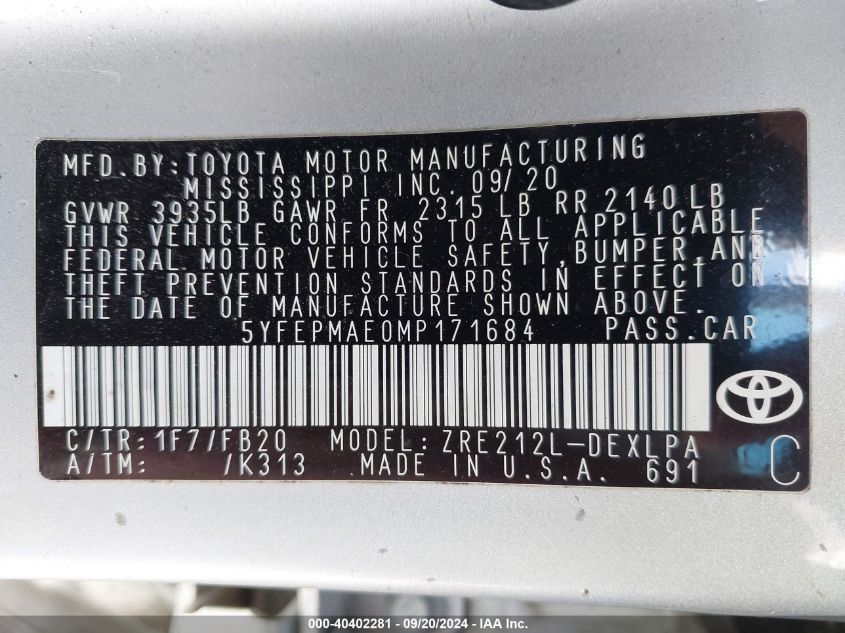 MFD.BY:TOYOTA MOTOR MANUFACTURING
MISSISSIPPI INC. 09/20
GVWR 3935LB GAWR FR 2315LB RR 2140LB
THIS VEHICLE CONFORMS TO ALL APPLICABLE
FEDERAL MOTOR VEHICLE SAFETY,BUMPER,AND
THEFT PREVENTION STANDARDS IN EFFECT ON
THE DATE OF MANUFACTURE SHOWN ABOVE.
5YFEPMAE0MP171684 PASS.CAR
C/TR:1F7/FB20 MODEL:ZRE212L-DEXLPA
A/TM: /K313 MADE IN U.S.A. 691 C
000-40402281 - 09/20/2024 - IAA Inc.